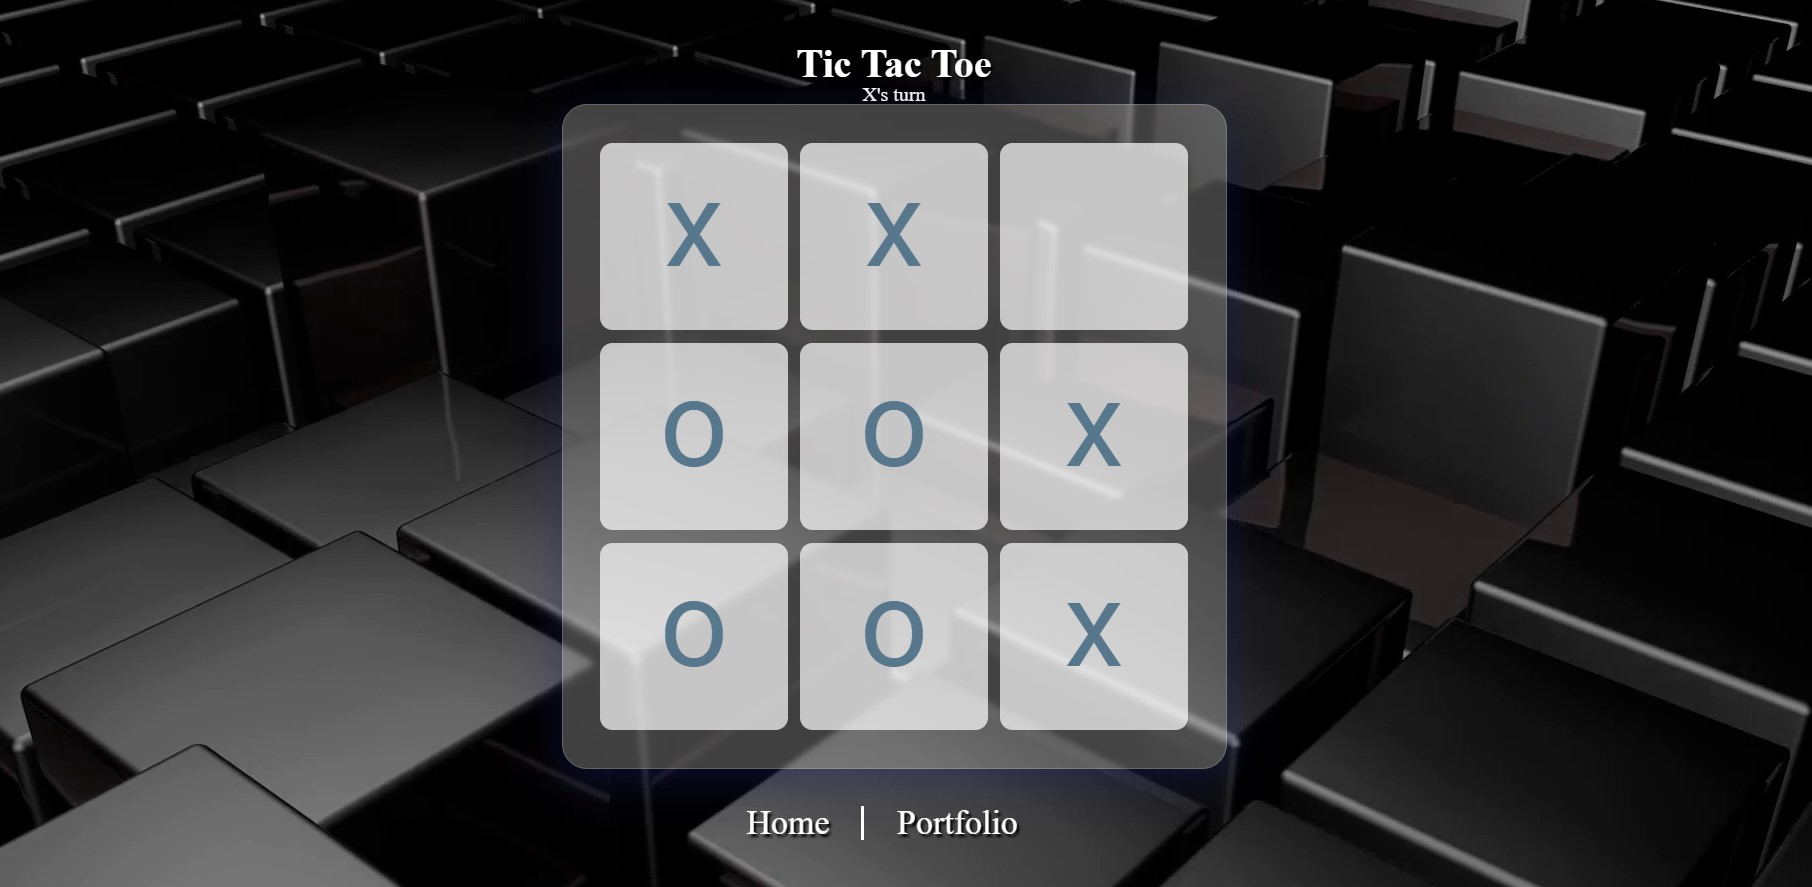 Tic Tac Toe
X's turn
X X
O O X
O O X
Home | Portfolio